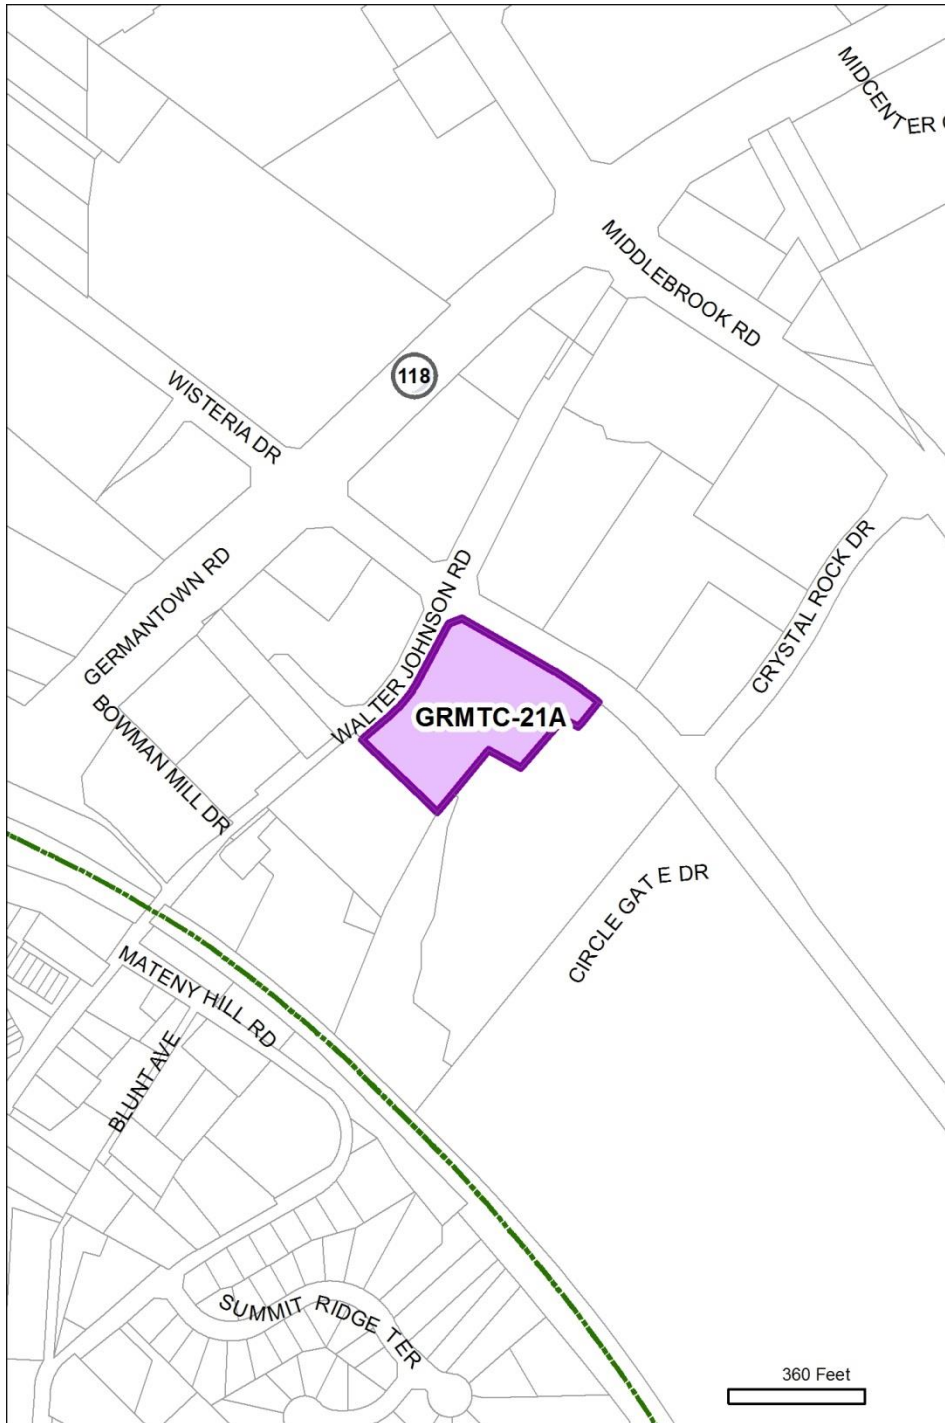 MIDCENTER C
MIDDLEBROOK RD
118
WISTERIA DR
CRYSTAL ROCK DR
GERMANTOWN RD
WALTER JOHNSON RD
GRMTC-21A
BOWMAN MILL DR
CIRCLE GAT E DR
MATENY HILL RD
BLUNT AVE
SUMMIT RIDGE TER
360 Feet